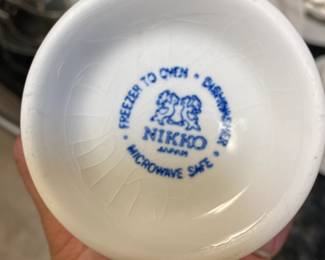 FREEZER TO OVEN • DISHWASHER •
NIKKO
JAPAN
MICROWAVE SAFE